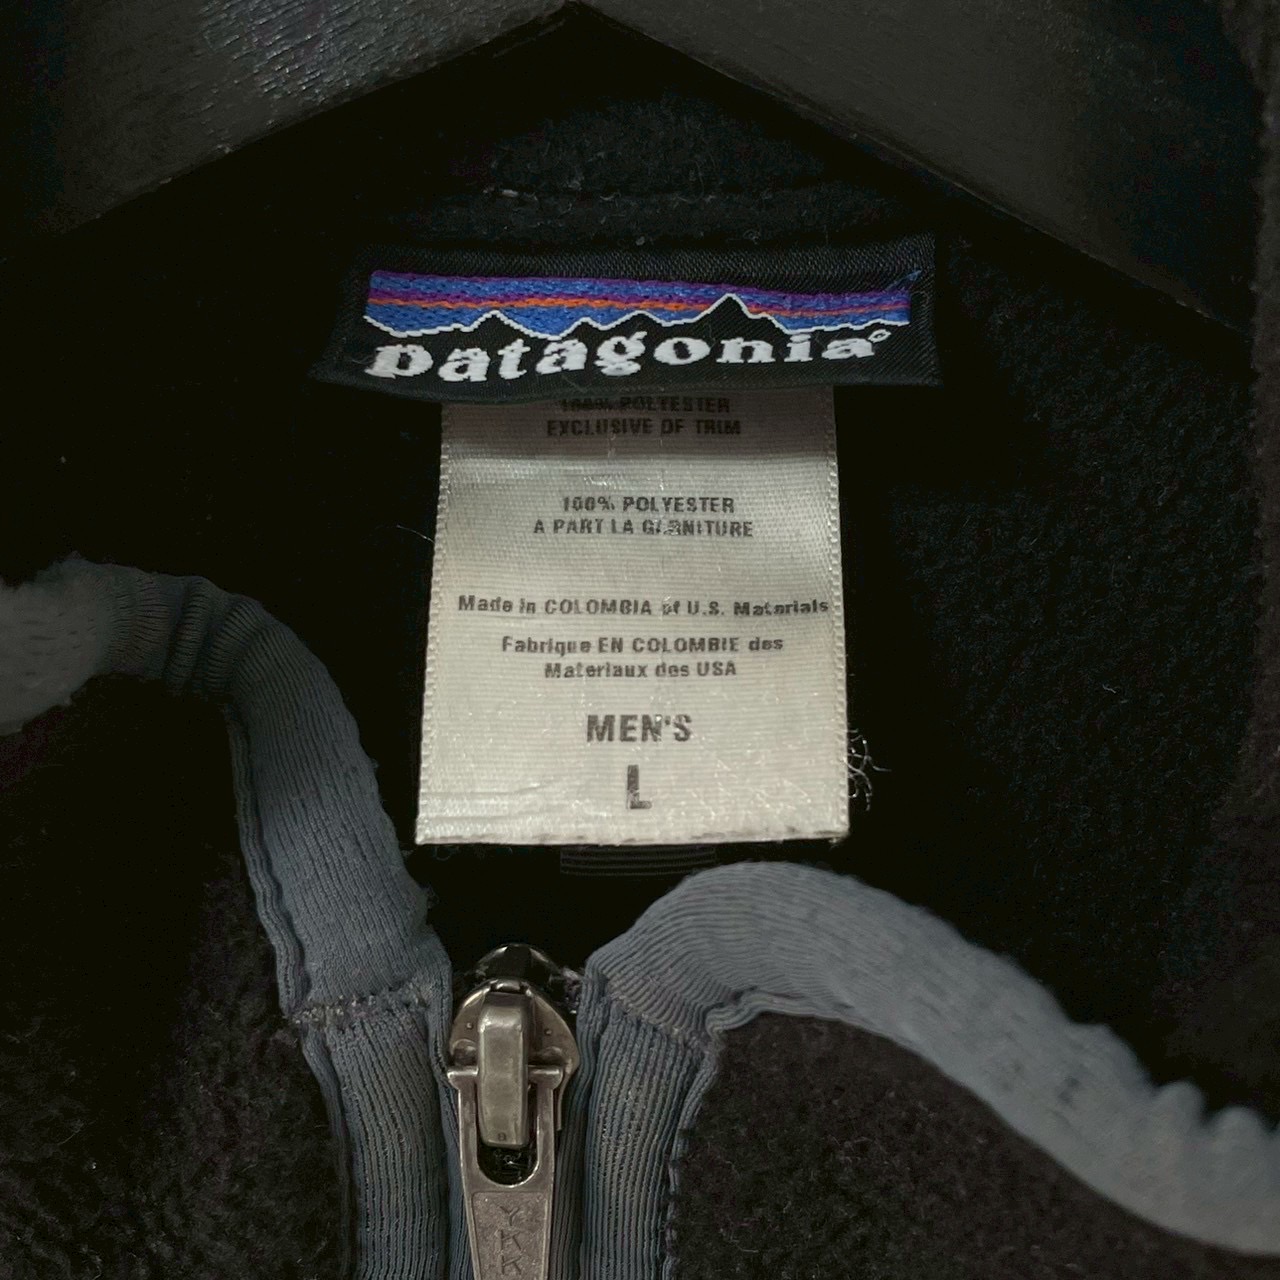 patagonia®
100% POLYESTER
EXCLUSIVE OF TRIM
100% POLYESTER
A PART LA GARNITURE
Made in COLOMBIA of U.S. Materials
Fabrique EN COLOMBIE des
Materiaux des USA
MEN'S
L
YKK